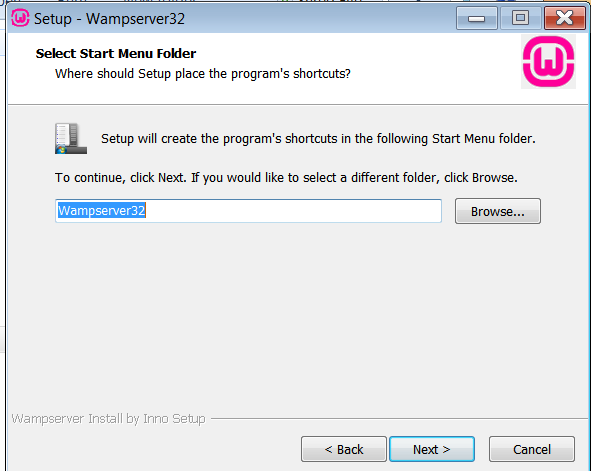 Setup - Wampserver32
Select Start Menu Folder
Where should Setup place the program's shortcuts?
Setup will create the program's shortcuts in the following Start Menu folder.
To continue, click Next. If you would like to select a different folder, click Browse.
Wampserver32
Browse...
Wampserver Install by Inno Setup
< Back
Next >
Cancel